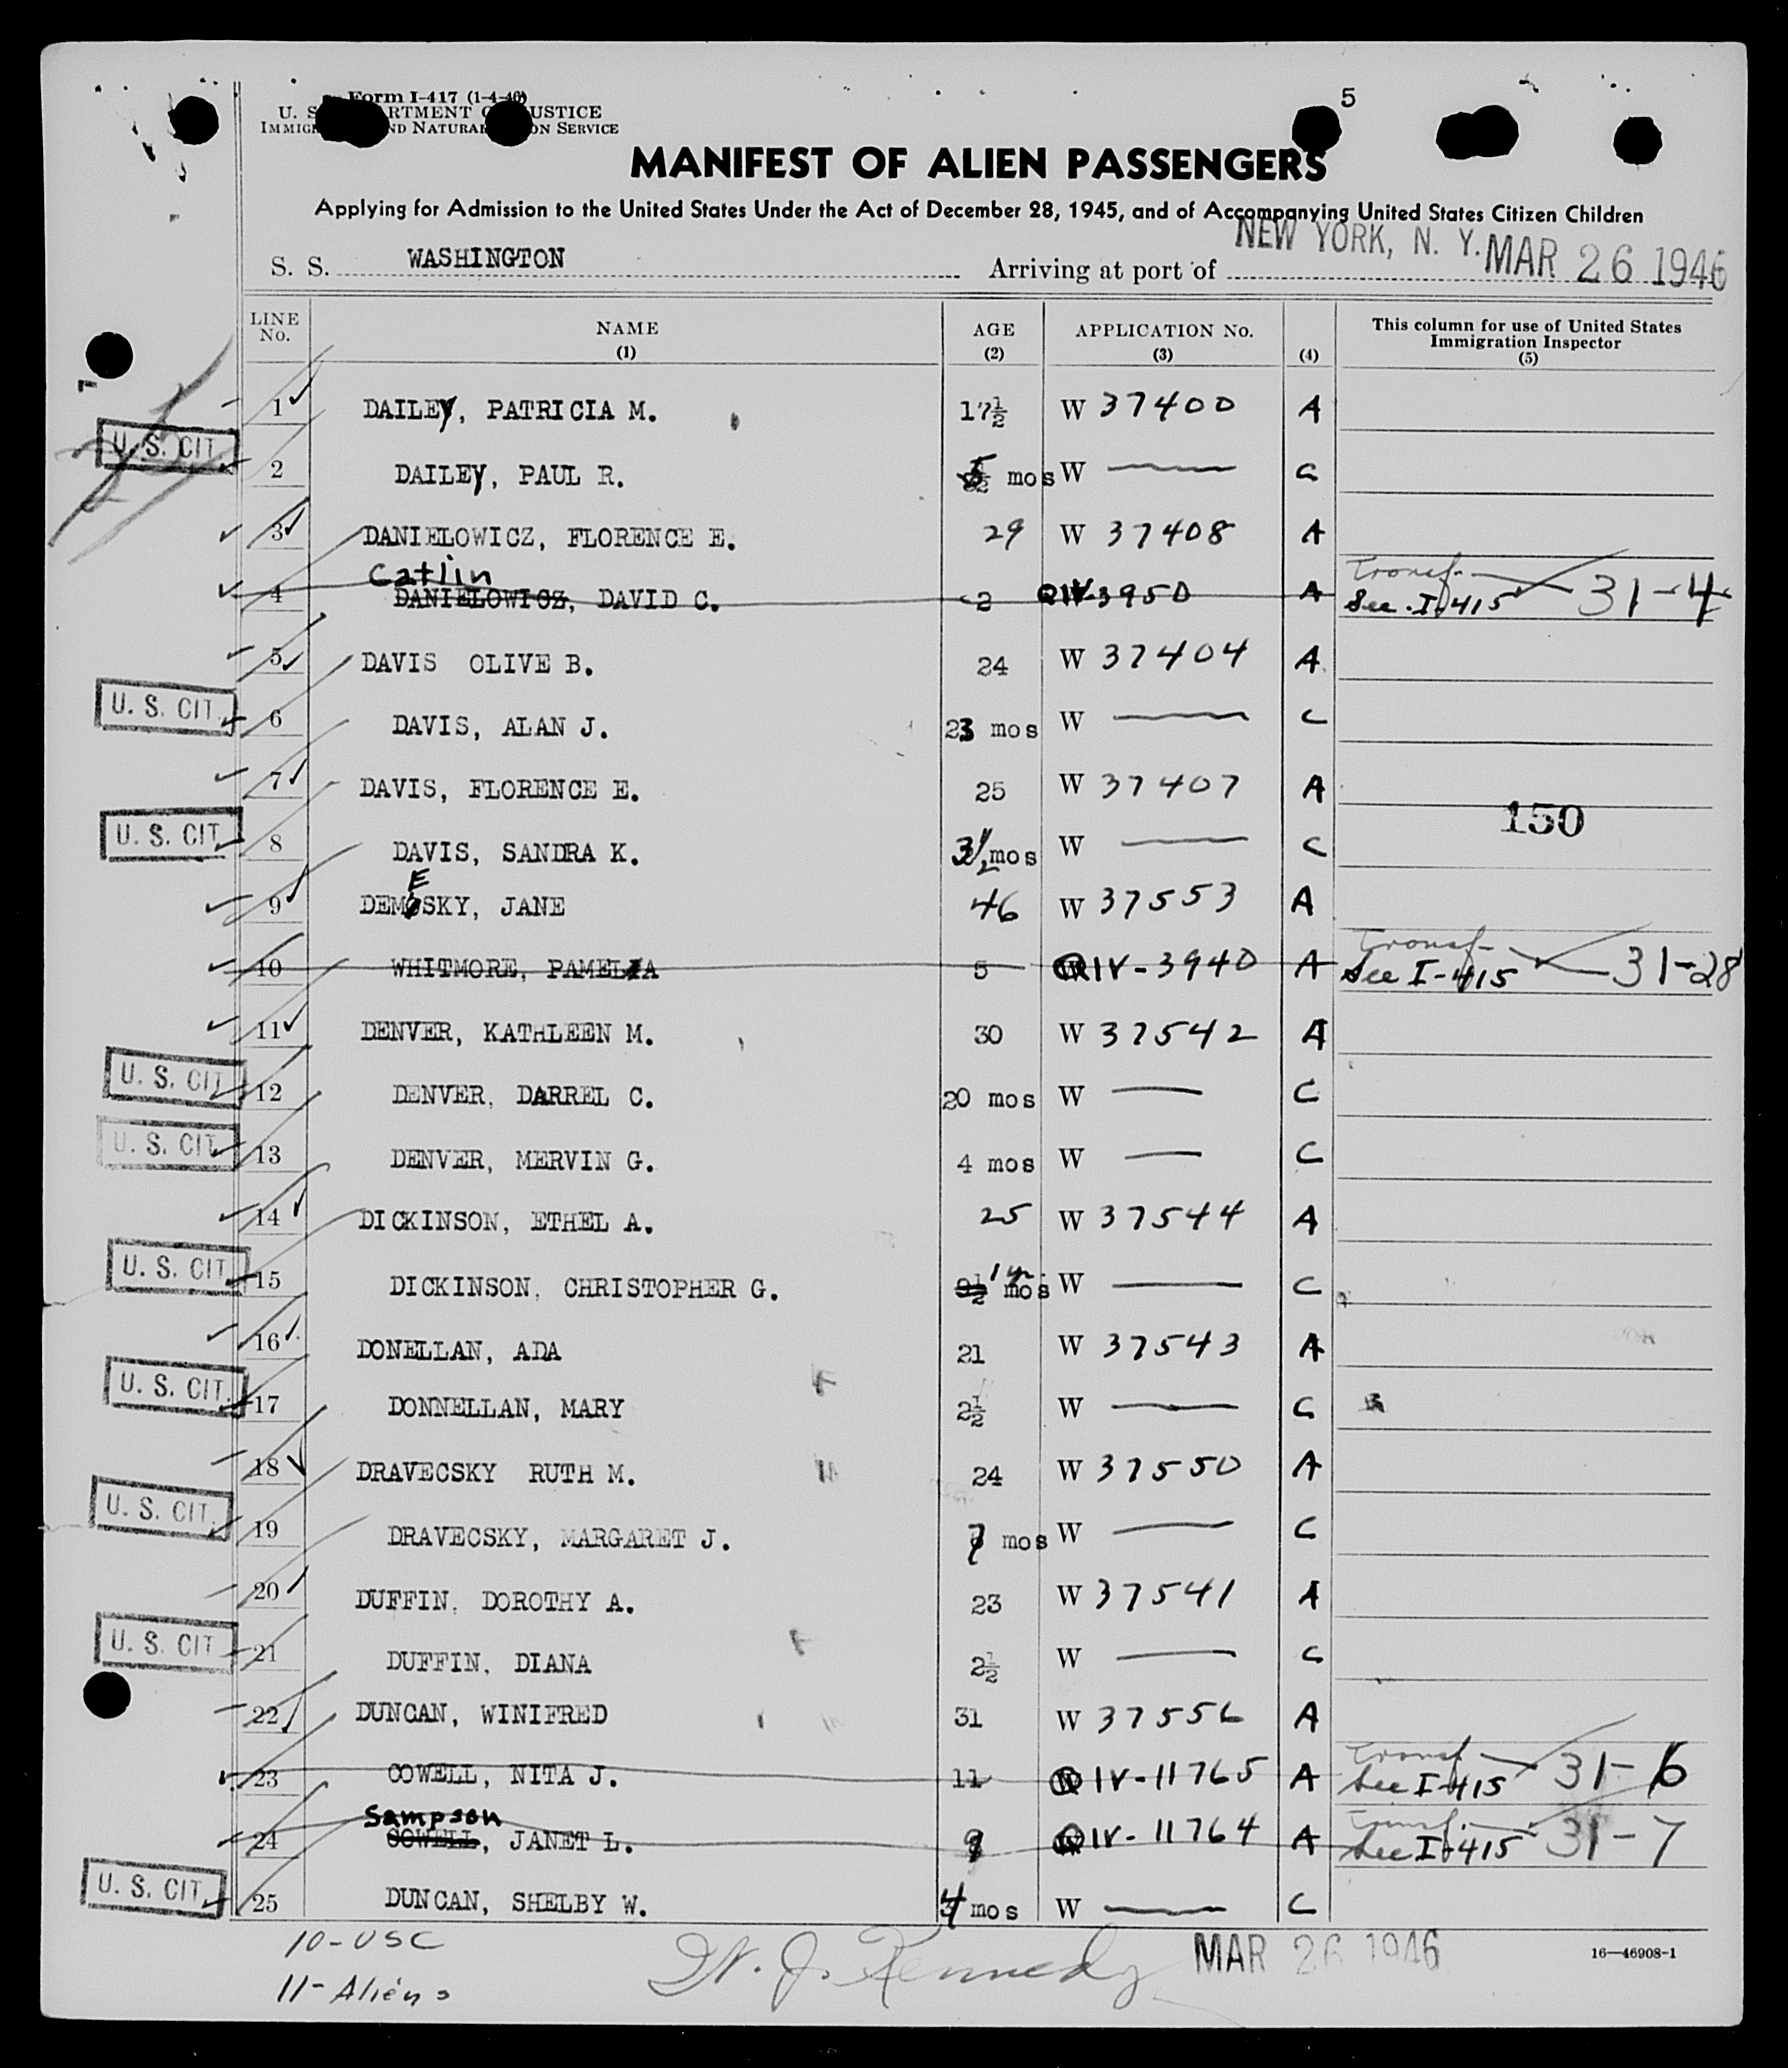 Form I-417 (1-4-46)
5
U. S. DEPARTMENT OF JUSTICE
IMMIGRATION AND NATURALIZATION SERVICE
MANIFEST OF ALIEN PASSENGERS
Applying for Admission to the United States Under the Act of December 28, 1945, and of Accompanying United States Citizen Children
S. S. WASHINGTON Arriving at port of NEW YORK, N. Y. MAR 26 1946
LINE No. NAME (1) AGE (2) APPLICATION No. (3) (4) This column for use of United States Immigration Inspector (5)
1 DAILEY, PATRICIA M. 17½ W 37400 A
U. S. CIT. 2 DAILEY, PAUL R. 5 mos W — C
3 DANIELOWICZ, FLORENCE E. 29 W 37408 A
Catlin
4 DANIELOWICZ, DAVID C. 2 QIV-3950 A Transf- See I-415 31-4
5 DAVIS OLIVE B. 24 W 37404 A
U. S. CIT. 6 DAVIS, ALAN J. 23 mos W — C
7 DAVIS, FLORENCE E. 25 W 37407 A
150
U. S. CIT. 8 DAVIS, SANDRA K. 3½ mos W — C
E
9 DEMSKY, JANE 46 W 37553 A
10 WHITMORE, PAMELA 5 QIV-3940 A Transf- See I-415 31-28
11 DENVER, KATHLEEN M. 30 W 37542 A
U. S. CIT. 12 DENVER, DARREL C. 20 mos W — C
U. S. CIT. 13 DENVER, MERVIN G. 4 mos W — C
14 DICKINSON, ETHEL A. 25 W 37544 A
U. S. CIT. 15 DICKINSON, CHRISTOPHER G. 9½ mos 1 yr. W — C
16 DONELLAN, ADA 21 W 37543 A
U. S. CIT. 17 DONNELLAN, MARY 2½ W — C
18 DRAVECSKY RUTH M. 24 W 37550 A
U. S. CIT. 19 DRAVECSKY, MARGARET J. 7 mos W — C
20 DUFFIN, DOROTHY A. 23 W 37541 A
U. S. CIT. 21 DUFFIN, DIANA 2½ W — C
22 DUNCAN, WINIFRED 31 W 37556 A
23 COWELL, NITA J. 11 QIV-11765 A Transf- See I-415 31-6
Sampson
24 COWELL, JANET L. 9 QIV-11764 A Transf- See I-415 31-7
U. S. CIT. 25 DUNCAN, SHELBY W. 4 mos W — C
10-USC
11-Aliens
W. J. Kennedy
MAR 26 1946
16—46908-1